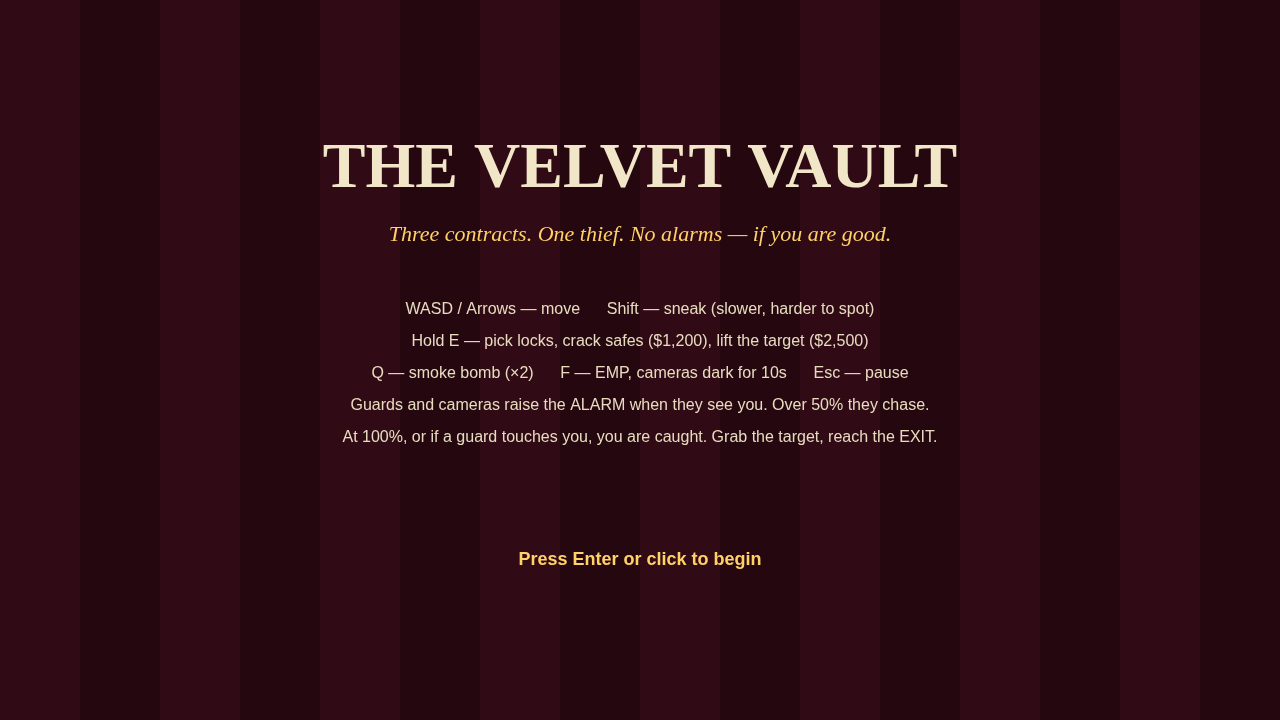 THE VELVET VAULT
Three contracts. One thief. No alarms — if you are good.
WASD / Arrows — move Shift — sneak (slower, harder to spot)
Hold E — pick locks, crack safes ($1,200), lift the target ($2,500)
Q — smoke bomb (×2) F — EMP, cameras dark for 10s Esc — pause
Guards and cameras raise the ALARM when they see you. Over 50% they chase.
At 100%, or if a guard touches you, you are caught. Grab the target, reach the EXIT.
Press Enter or click to begin